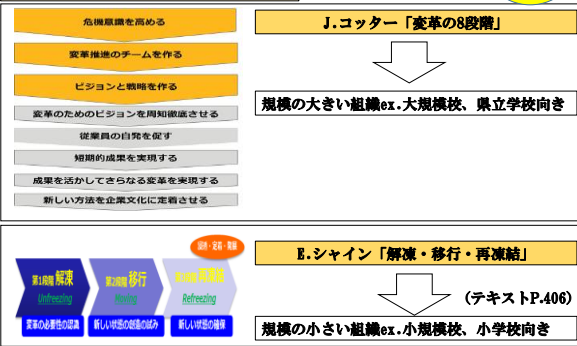 危機意識を高める
変革推進のチームを作る
ビジョンと戦略を作る
変革のためのビジョンを周知徹底させる
従業員の自発を促す
短期的成果を実現する
成果を活かしてさらなる変革を実現する
新しい方法を企業文化に定着させる
J.コッター「変革の8段階」
規模の大きい組織ex.大規模校、県立学校向き
第1段階 解凍
Unfreezing
変革の必要性の認識
第2段階 移行
Moving
新しい状態の創造の試み
再凍結
Refreezing
新しい状態の確保
E.シャイン「解凍・移行・再凍結」
(テキストP.406)
規模の小さい組織ex.小規模校、小学校向き